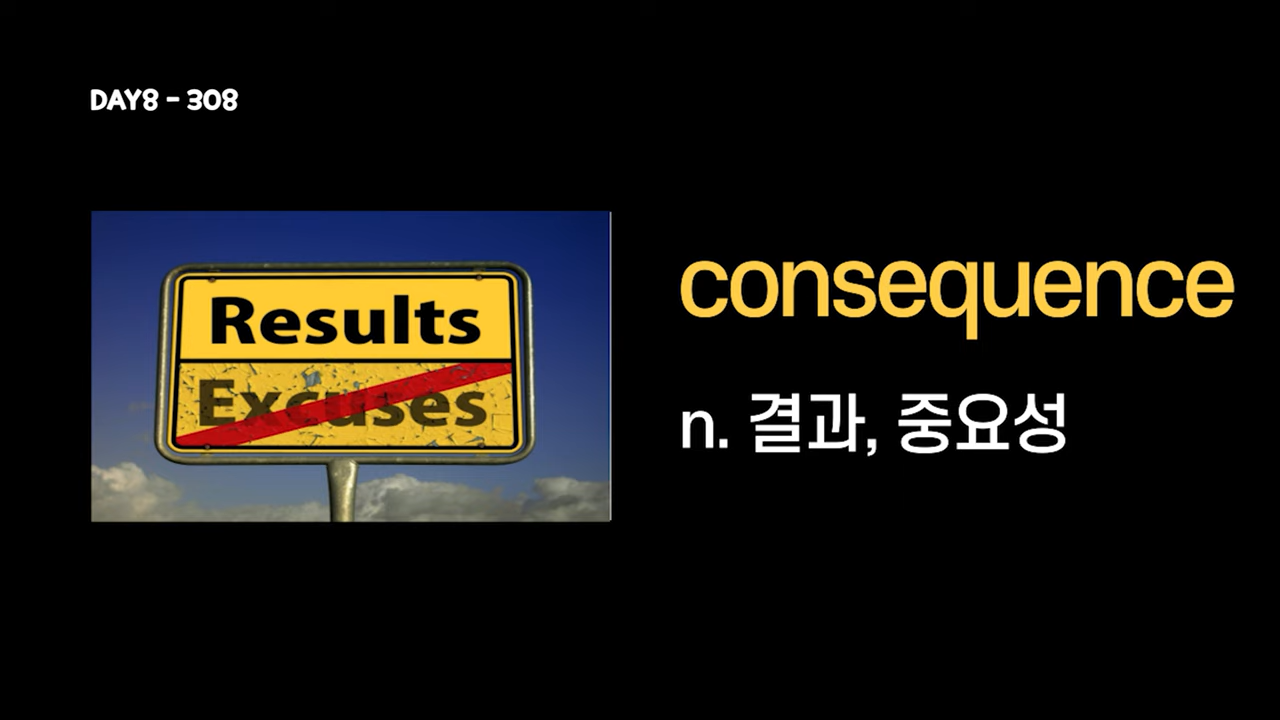 DAY8 - 308
Results
Excuses
consequence
n. 결과, 중요성